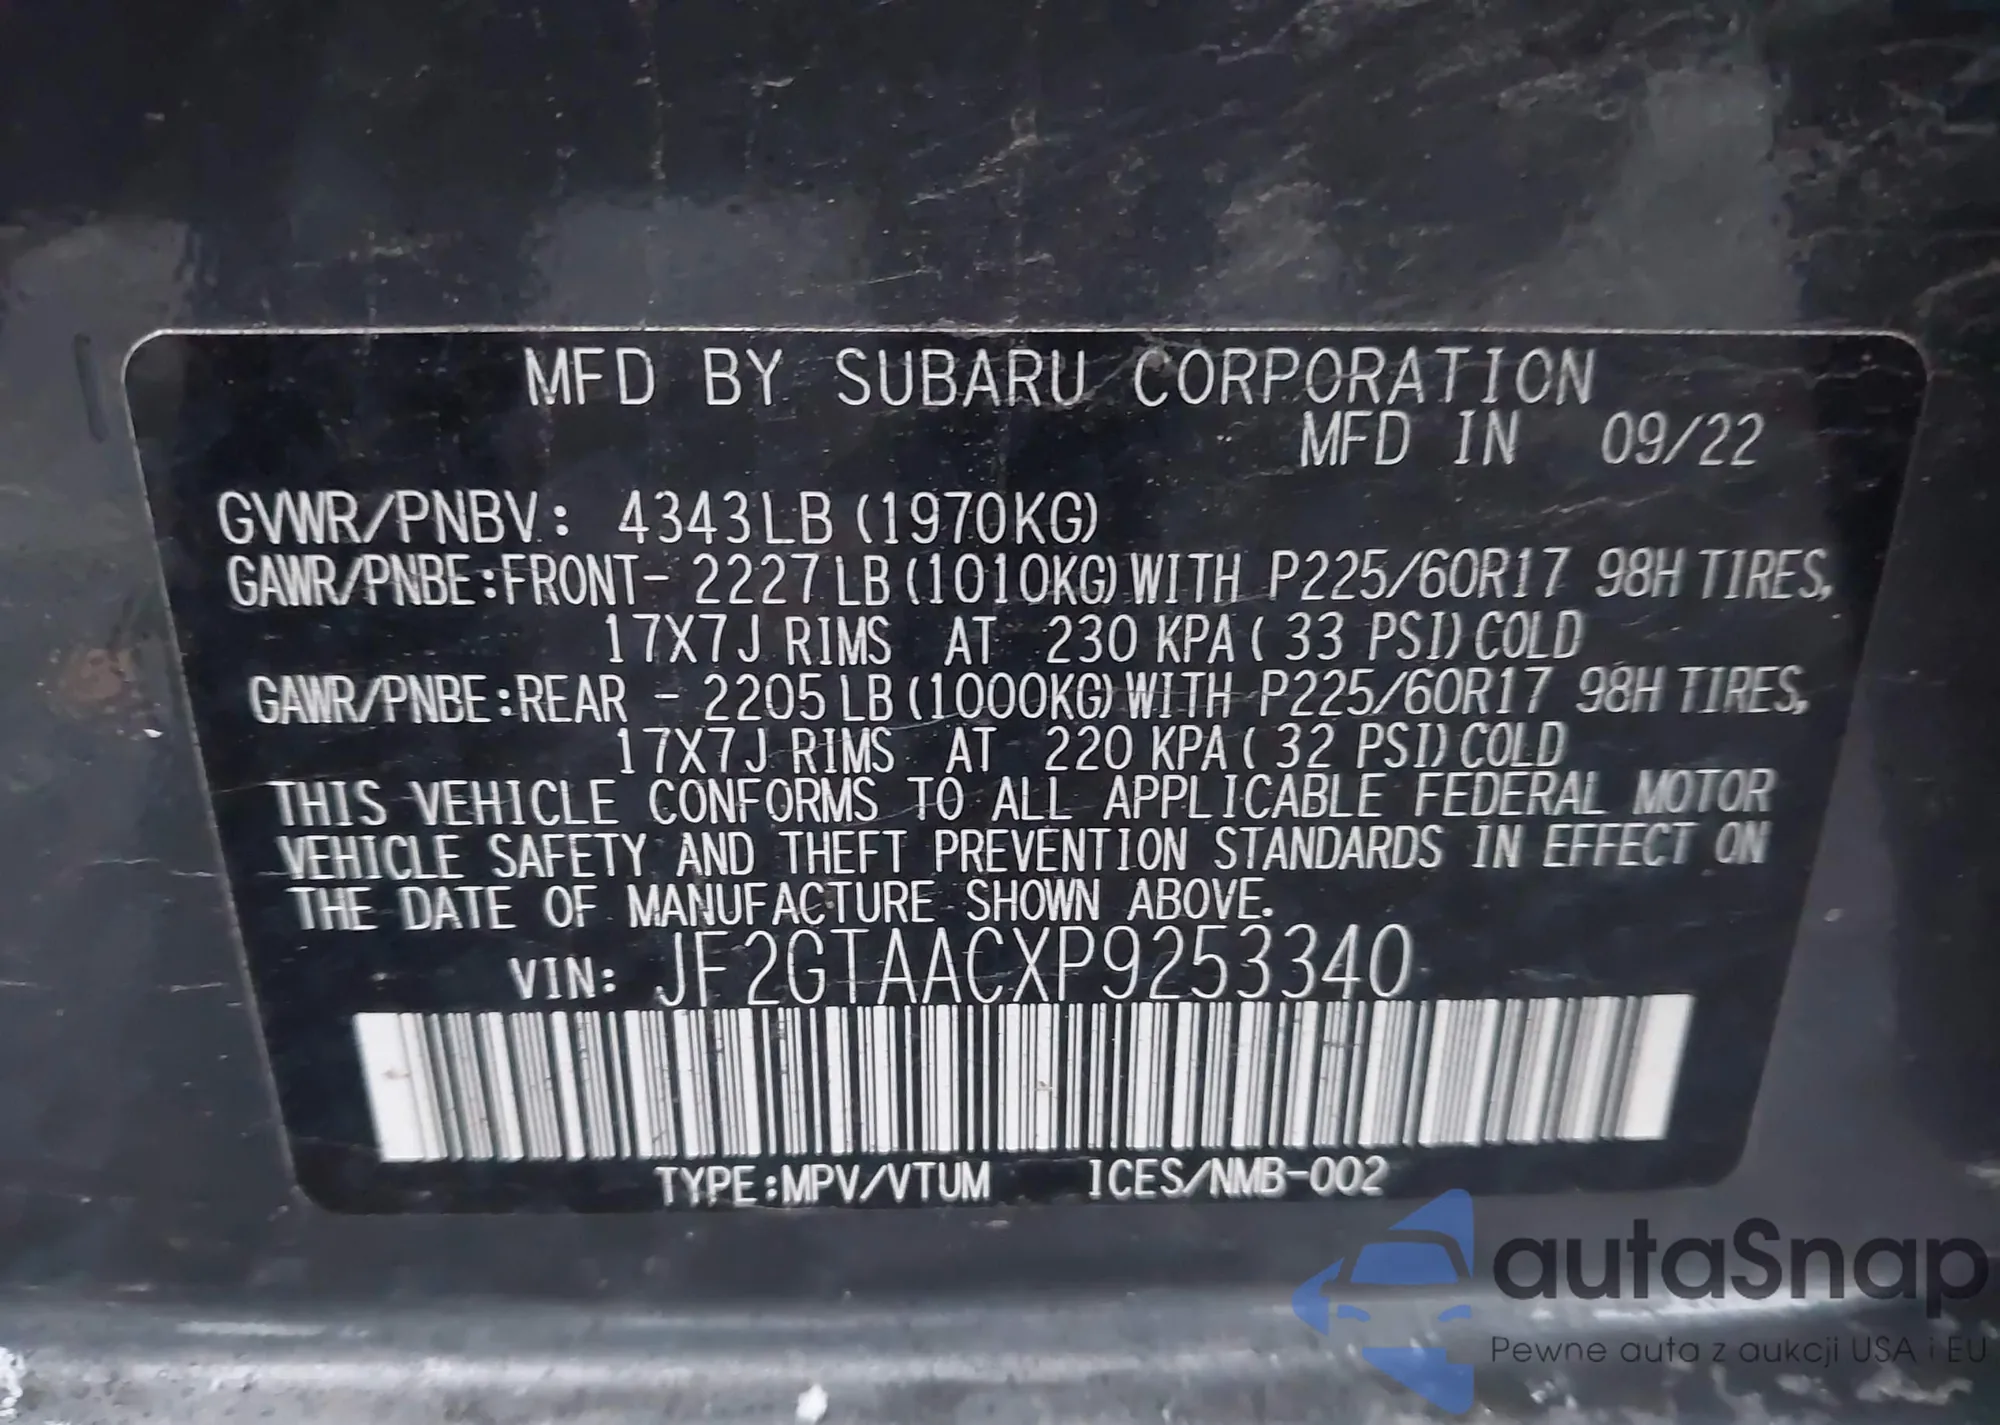 MFD BY SUBARU CORPORATION
MFD IN 09/22
GVWR/PNBV: 4343LB (1970KG)
GAWR/PNBE:FRONT- 2227LB (1010KG) WITH P225/60R17 98H TIRES,
17X7J RIMS AT 230 KPA ( 33 PSI) COLD
GAWR/PNBE:REAR - 2205LB (1000KG) WITH P225/60R17 98H TIRES,
17X7J RIMS AT 220 KPA ( 32 PSI) COLD
THIS VEHICLE CONFORMS TO ALL APPLICABLE FEDERAL MOTOR
VEHICLE SAFETY AND THEFT PREVENTION STANDARDS IN EFFECT ON
THE DATE OF MANUFACTURE SHOWN ABOVE.
VIN: JF2GTAACXP9253340
TYPE:MPV/VTUM ICES/NMB-002
autaSnap
Pewne auta z aukcji USA i EU